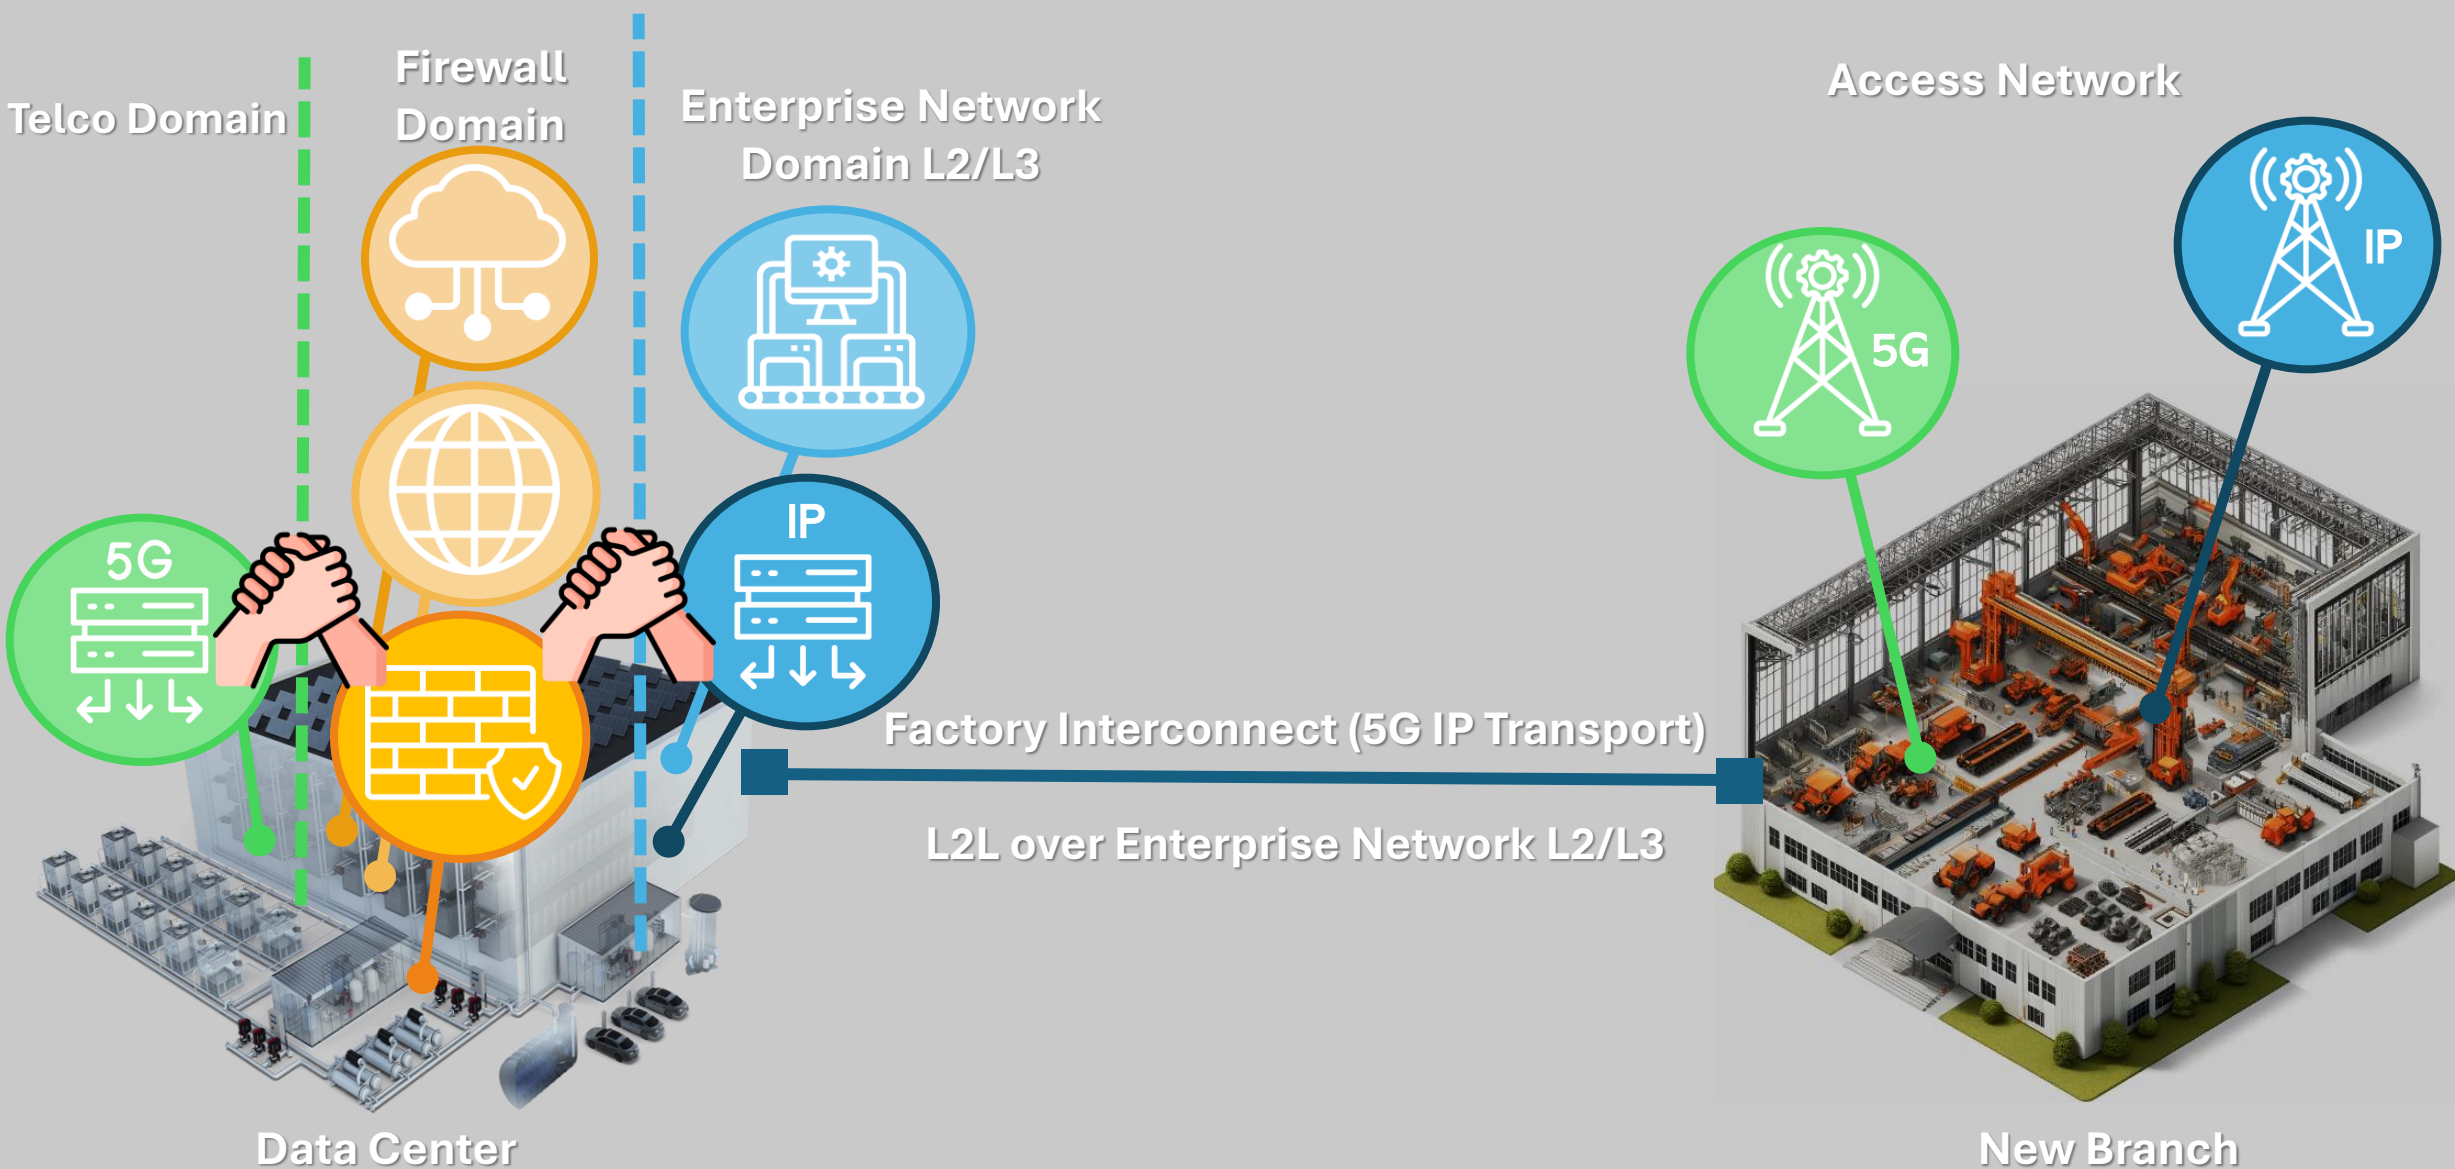 Telco Domain
Firewall
Domain
Enterprise Network
Domain L2/L3
Access Network
IP
5G
IP
5G
Factory Interconnect (5G IP Transport)
L2L over Enterprise Network L2/L3
Data Center
New Branch